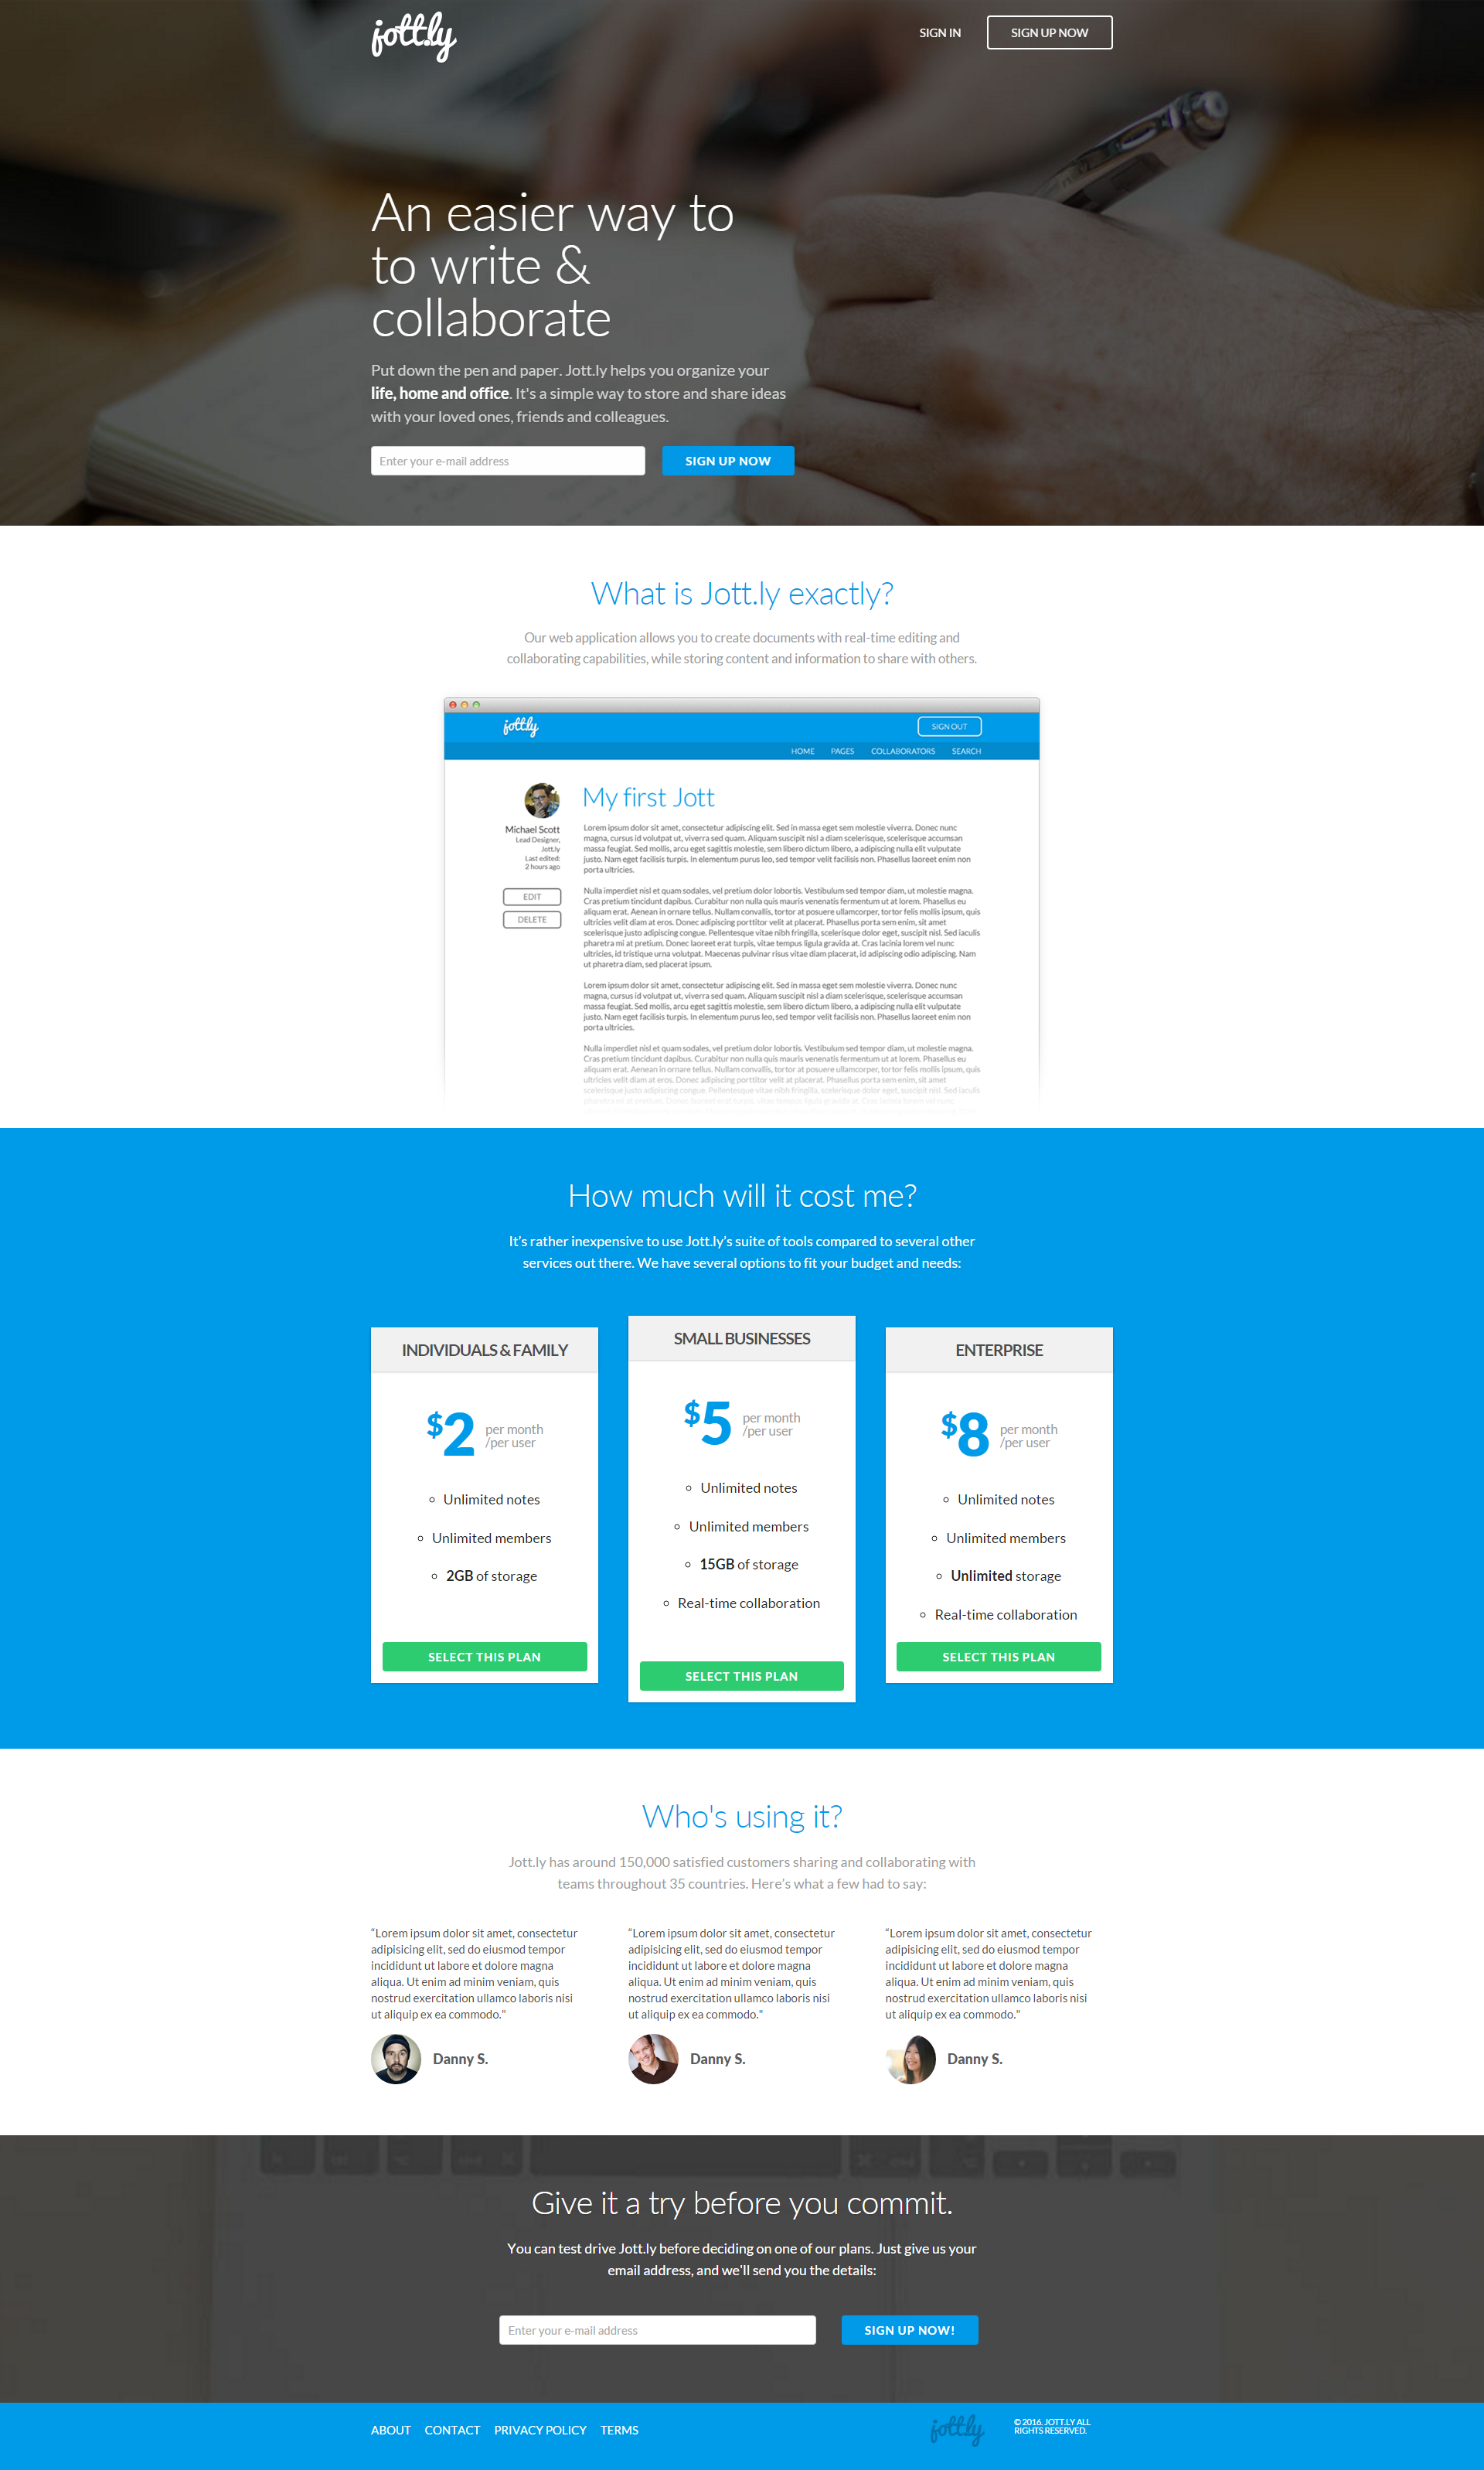 jott.ly
SIGN IN
SIGN UP NOW
An easier way to
to write &
collaborate
Put down the pen and paper. Jott.ly helps you organize your
life, home and office. It's a simple way to store and share ideas
with your loved ones, friends and colleagues.
Enter your e-mail address
SIGN UP NOW
What is Jott.ly exactly?
Our web application allows you to create documents with real-time editing and
collaborating capabilities, while storing content and information to share with others.
jott.ly
SIGN OUT
HOME PAGES COLLABORATORS SEARCH
Michael Scott
Lead Designer,
Jott.ly
Last edited:
2 hours ago
EDIT
DELETE
My first Jott
Lorem ipsum dolor sit amet, consectetur adipiscing elit. Sed in massa eget sem molestie viverra. Donec nunc
magna, cursus id volutpat ut, viverra sed quam. Aliquam suscipit nisl a diam scelerisque, scelerisque accumsan
massa feugiat. Sed mollis, arcu eget sagittis molestie, sem libero dictum libero, a adipiscing nulla elit vulputate
justo. Nam eget facilisis turpis. In elementum purus leo, sed tempor velit facilisis non. Phasellus laoreet enim non
porta ultricies.
Nulla imperdiet nisl et quam sodales, vel pretium dolor lobortis. Vestibulum sed tempor diam, ut molestie magna.
Cras pretium tincidunt dapibus. Curabitur non nulla quis mauris venenatis fermentum ut at lorem. Phasellus eu
aliquam erat. Aenean in ornare tellus. Nullam convallis, tortor at posuere ullamcorper, tortor felis mollis ipsum, quis
ultricies velit diam at eros. Donec adipiscing porttitor velit at placerat. Phasellus porta sem enim, sit amet
scelerisque justo adipiscing congue. Pellentesque vitae nibh fringilla, scelerisque dolor eget, suscipit nisl. Sed iaculis
pharetra mi at pretium. Donec laoreet erat turpis, vitae tempus ligula gravida at. Cras lacinia lorem vel nunc
ultricies, id tristique urna volutpat. Maecenas pulvinar risus vitae diam placerat, id adipiscing odio adipiscing. Nam
ut pharetra diam, sed placerat ipsum.
Lorem ipsum dolor sit amet, consectetur adipiscing elit. Sed in massa eget sem molestie viverra. Donec nunc
magna, cursus id volutpat ut, viverra sed quam. Aliquam suscipit nisl a diam scelerisque, scelerisque accumsan
massa feugiat. Sed mollis, arcu eget sagittis molestie, sem libero dictum libero, a adipiscing nulla elit vulputate
justo. Nam eget facilisis turpis. In elementum purus leo, sed tempor velit facilisis non. Phasellus laoreet enim non
porta ultricies.
Nulla imperdiet nisl et quam sodales, vel pretium dolor lobortis. Vestibulum sed tempor diam, ut molestie magna.
Cras pretium tincidunt dapibus. Curabitur non nulla quis mauris venenatis fermentum ut at lorem. Phasellus eu
aliquam erat. Aenean in ornare tellus. Nullam convallis, tortor at posuere ullamcorper, tortor felis mollis ipsum, quis
ultricies velit diam at eros. Donec adipiscing porttitor velit at placerat. Phasellus porta sem enim, sit amet
scelerisque justo adipiscing congue. Pellentesque vitae nibh fringilla, scelerisque dolor eget, suscipit nisl. Sed iaculis
pharetra mi at pretium. Donec laoreet erat turpis, vitae tempus ligula gravida at. Cras lacinia lorem vel nunc
How much will it cost me?
It's rather inexpensive to use Jott.ly's suite of tools compared to several other
services out there. We have several options to fit your budget and needs:
INDIVIDUALS & FAMILY
$2 per month
/per user
Unlimited notes
Unlimited members
2GB of storage
SELECT THIS PLAN
SMALL BUSINESSES
$5 per month
/per user
Unlimited notes
Unlimited members
15GB of storage
Real-time collaboration
SELECT THIS PLAN
ENTERPRISE
$8 per month
/per user
Unlimited notes
Unlimited members
Unlimited storage
Real-time collaboration
SELECT THIS PLAN
Who's using it?
Jott.ly has around 150,000 satisfied customers sharing and collaborating with
teams throughout 35 countries. Here's what a few had to say:
“Lorem ipsum dolor sit amet, consectetur
adipisicing elit, sed do eiusmod tempor
incididunt ut labore et dolore magna
aliqua. Ut enim ad minim veniam, quis
nostrud exercitation ullamco laboris nisi
ut aliquip ex ea commodo."
Danny S.
“Lorem ipsum dolor sit amet, consectetur
adipisicing elit, sed do eiusmod tempor
incididunt ut labore et dolore magna
aliqua. Ut enim ad minim veniam, quis
nostrud exercitation ullamco laboris nisi
ut aliquip ex ea commodo."
Danny S.
“Lorem ipsum dolor sit amet, consectetur
adipisicing elit, sed do eiusmod tempor
incididunt ut labore et dolore magna
aliqua. Ut enim ad minim veniam, quis
nostrud exercitation ullamco laboris nisi
ut aliquip ex ea commodo."
Danny S.
Give it a try before you commit.
You can test drive Jott.ly before deciding on one of our plans. Just give us your
email address, and we'll send you the details:
Enter your e-mail address
SIGN UP NOW!
ABOUT CONTACT PRIVACY POLICY TERMS
jott.ly
© 2016. JOTT.LY ALL
RIGHTS RESERVED.